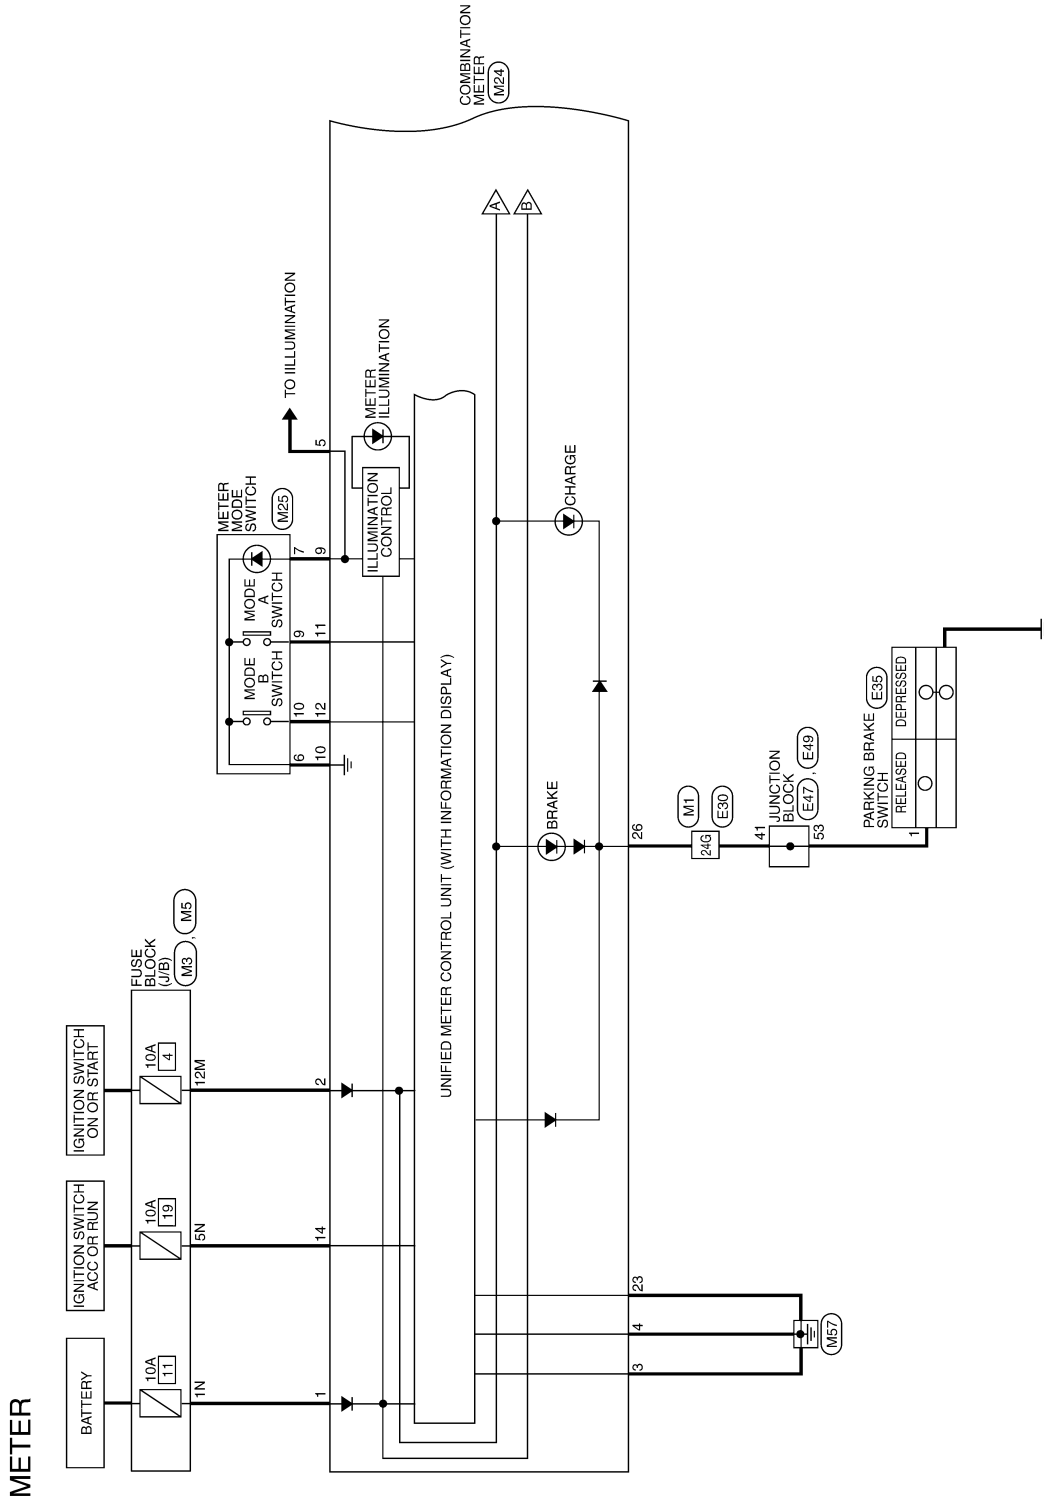 METER
BATTERY
IGNITION SWITCH
ACC OR RUN
IGNITION SWITCH
ON OR START
10A
11
10A
19
10A
4
FUSE
BLOCK
(J/B)
M3 , M5
1N
5N
12M
1
14
2
METER
MODE
SWITCH
M25
MODE
B
SWITCH
MODE
A
SWITCH
6
10
9
7
10
12
11
9
5
TO IILLUMINATION
ILLUMINATION
CONTROL
METER
ILLUMINATION
COMBINATION
METER
M24
UNIFIED METER CONTROL UNIT (WITH INFORMATION DISPLAY)
A
B
BRAKE
CHARGE
3
4
23
26
M57
24G
M1
E30
41
JUNCTION
BLOCK
E47 , E49
53
PARKING BRAKE
SWITCH
E35
RELEASED
DEPRESSED
1